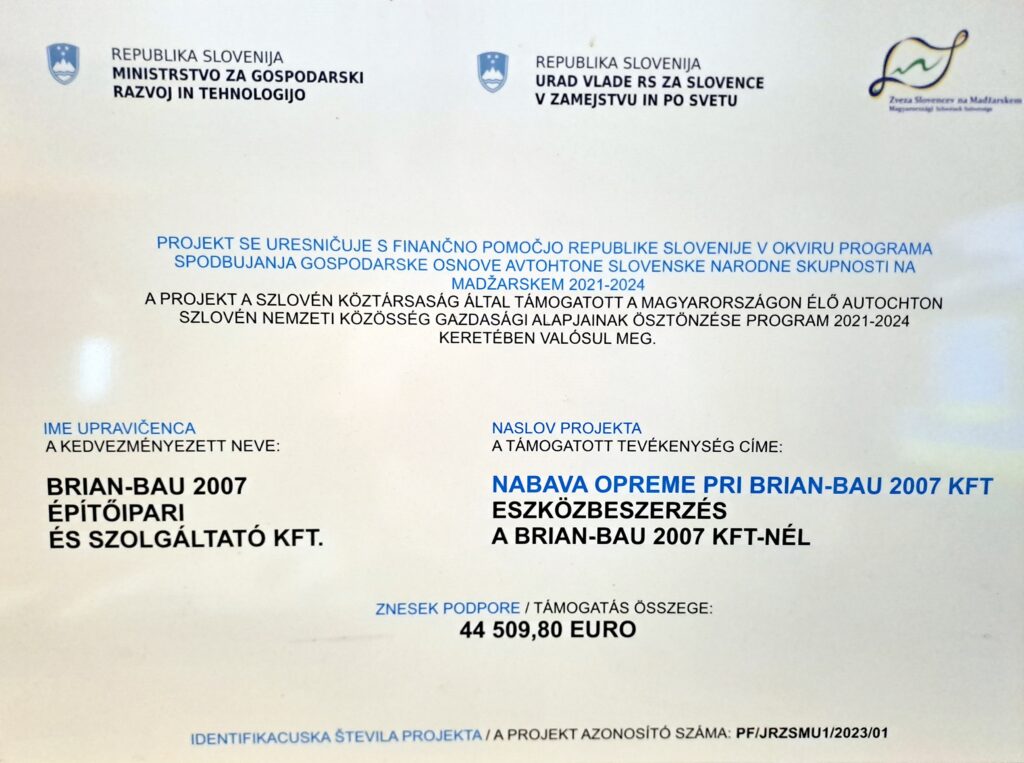 REPUBLIKA SLOVENIJA
MINISTRSTVO ZA GOSPODARSKI
RAZVOJ IN TEHNOLOGIJO
REPUBLIKA SLOVENIJA
URAD VLADE RS ZA SLOVENCE
V ZAMEJSTVU IN PO SVETU
Zveza Slovencev na Madžarskem
Magyarországi Szlovének Szövetsége
PROJEKT SE URESNIČUJE S FINANČNO POMOČJO REPUBLIKE SLOVENIJE V OKVIRU PROGRAMA
SPODBUJANJA GOSPODARSKE OSNOVE AVTOHTONE SLOVENSKE NARODNE SKUPNOSTI NA
MADŽARSKEM 2021-2024
A PROJEKT A SZLOVÉN KÖZTÁRSASÁG ÁLTAL TÁMOGATOTT A MAGYARORSZÁGON ÉLŐ AUTOCHTON
SZLOVÉN NEMZETI KÖZÖSSÉG GAZDASÁGI ALAPJAINAK ÖSZTÖNZÉSE PROGRAM 2021-2024
KERETÉBEN VALÓSUL MEG.
IME UPRAVIČENCA
A KEDVEZMÉNYEZETT NEVE:
BRIAN-BAU 2007
ÉPÍTŐIPARI
ÉS SZOLGÁLTATÓ KFT.
NASLOV PROJEKTA
A TÁMOGATOTT TEVÉKENYSÉG CÍME:
NABAVA OPREME PRI BRIAN-BAU 2007 KFT
ESZKÖZBESZERZÉS
A BRIAN-BAU 2007 KFT-NÉL
ZNESEK PODPORE / TÁMOGATÁS ÖSSZEGE:
44 509,80 EURO
IDENTIFIKACUSKA ŠTEVILA PROJEKTA / A PROJEKT AZONOSÍTÓ SZÁMA: PF/JRZSMU1/2023/01